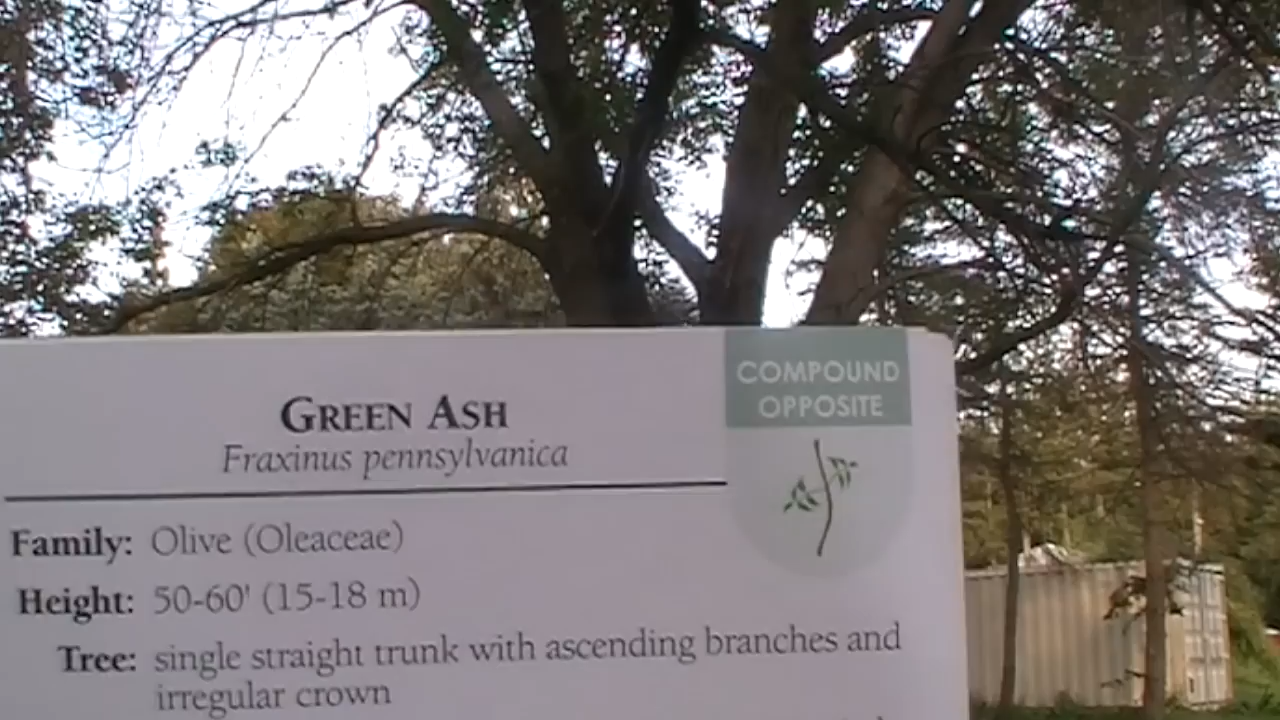 COMPOUND
OPPOSITE
GREEN ASH
Fraxinus pennsylvanica
Family: Olive (Oleaceae)
Height: 50-60' (15-18 m)
Tree: single straight trunk with ascending branches and
irregular crown